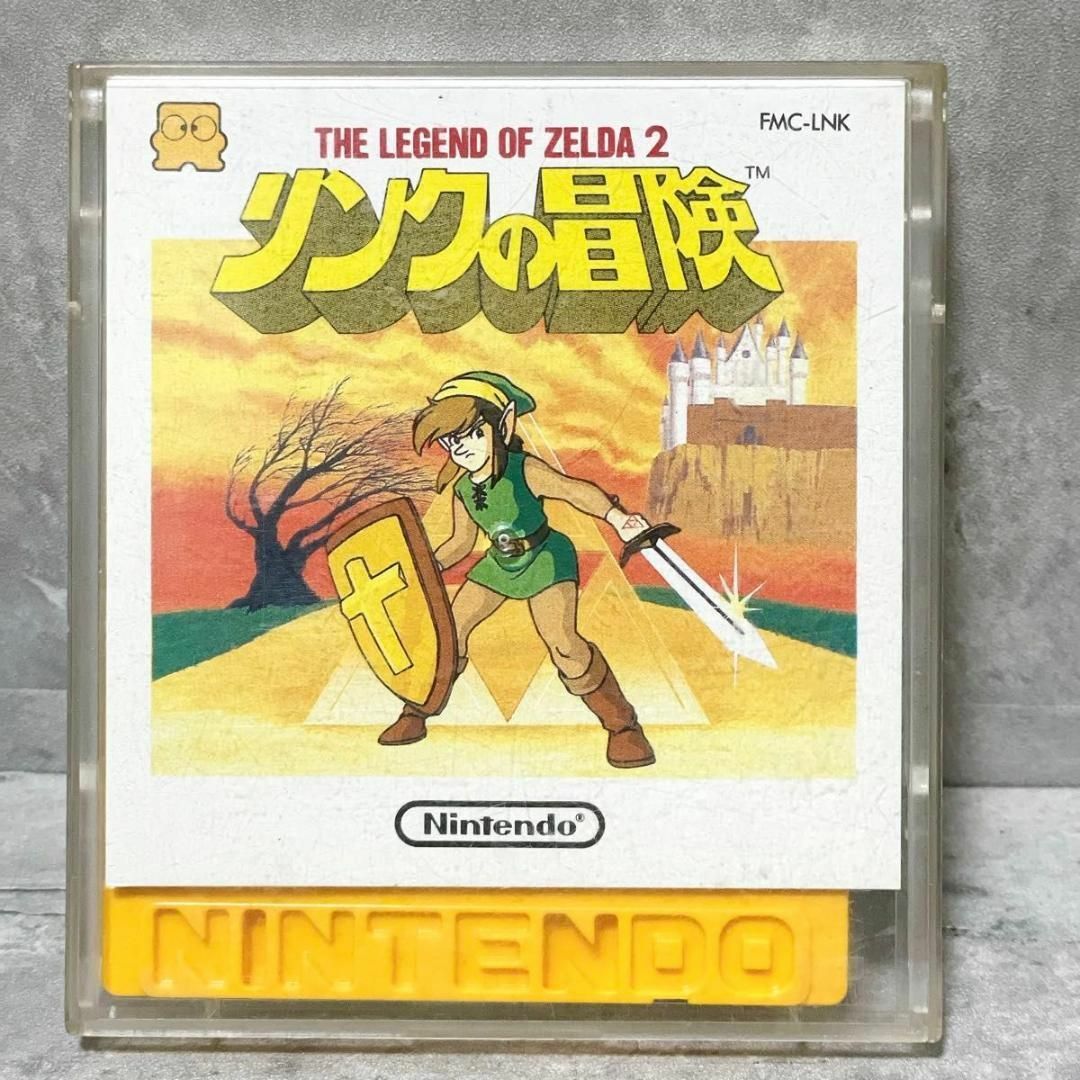 FMC-LNK
THE LEGEND OF ZELDA 2
リンクの冒険™
Nintendo®
NINTENDO